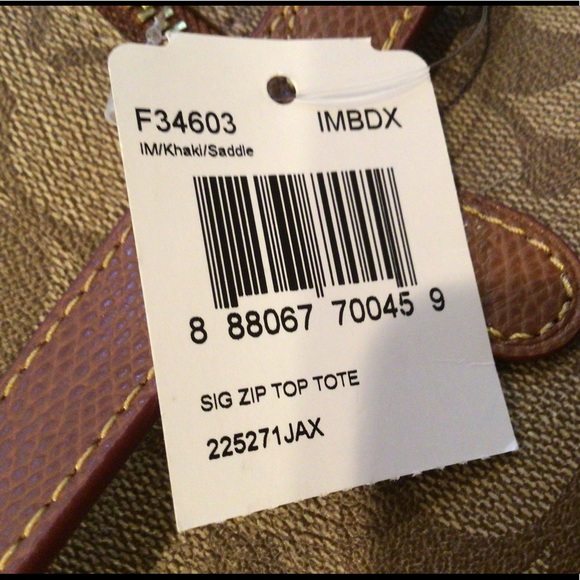 F34603 IMBDX
IM/Khaki/Saddle
8 88067 70045 9
SIG ZIP TOP TOTE
225271JAX